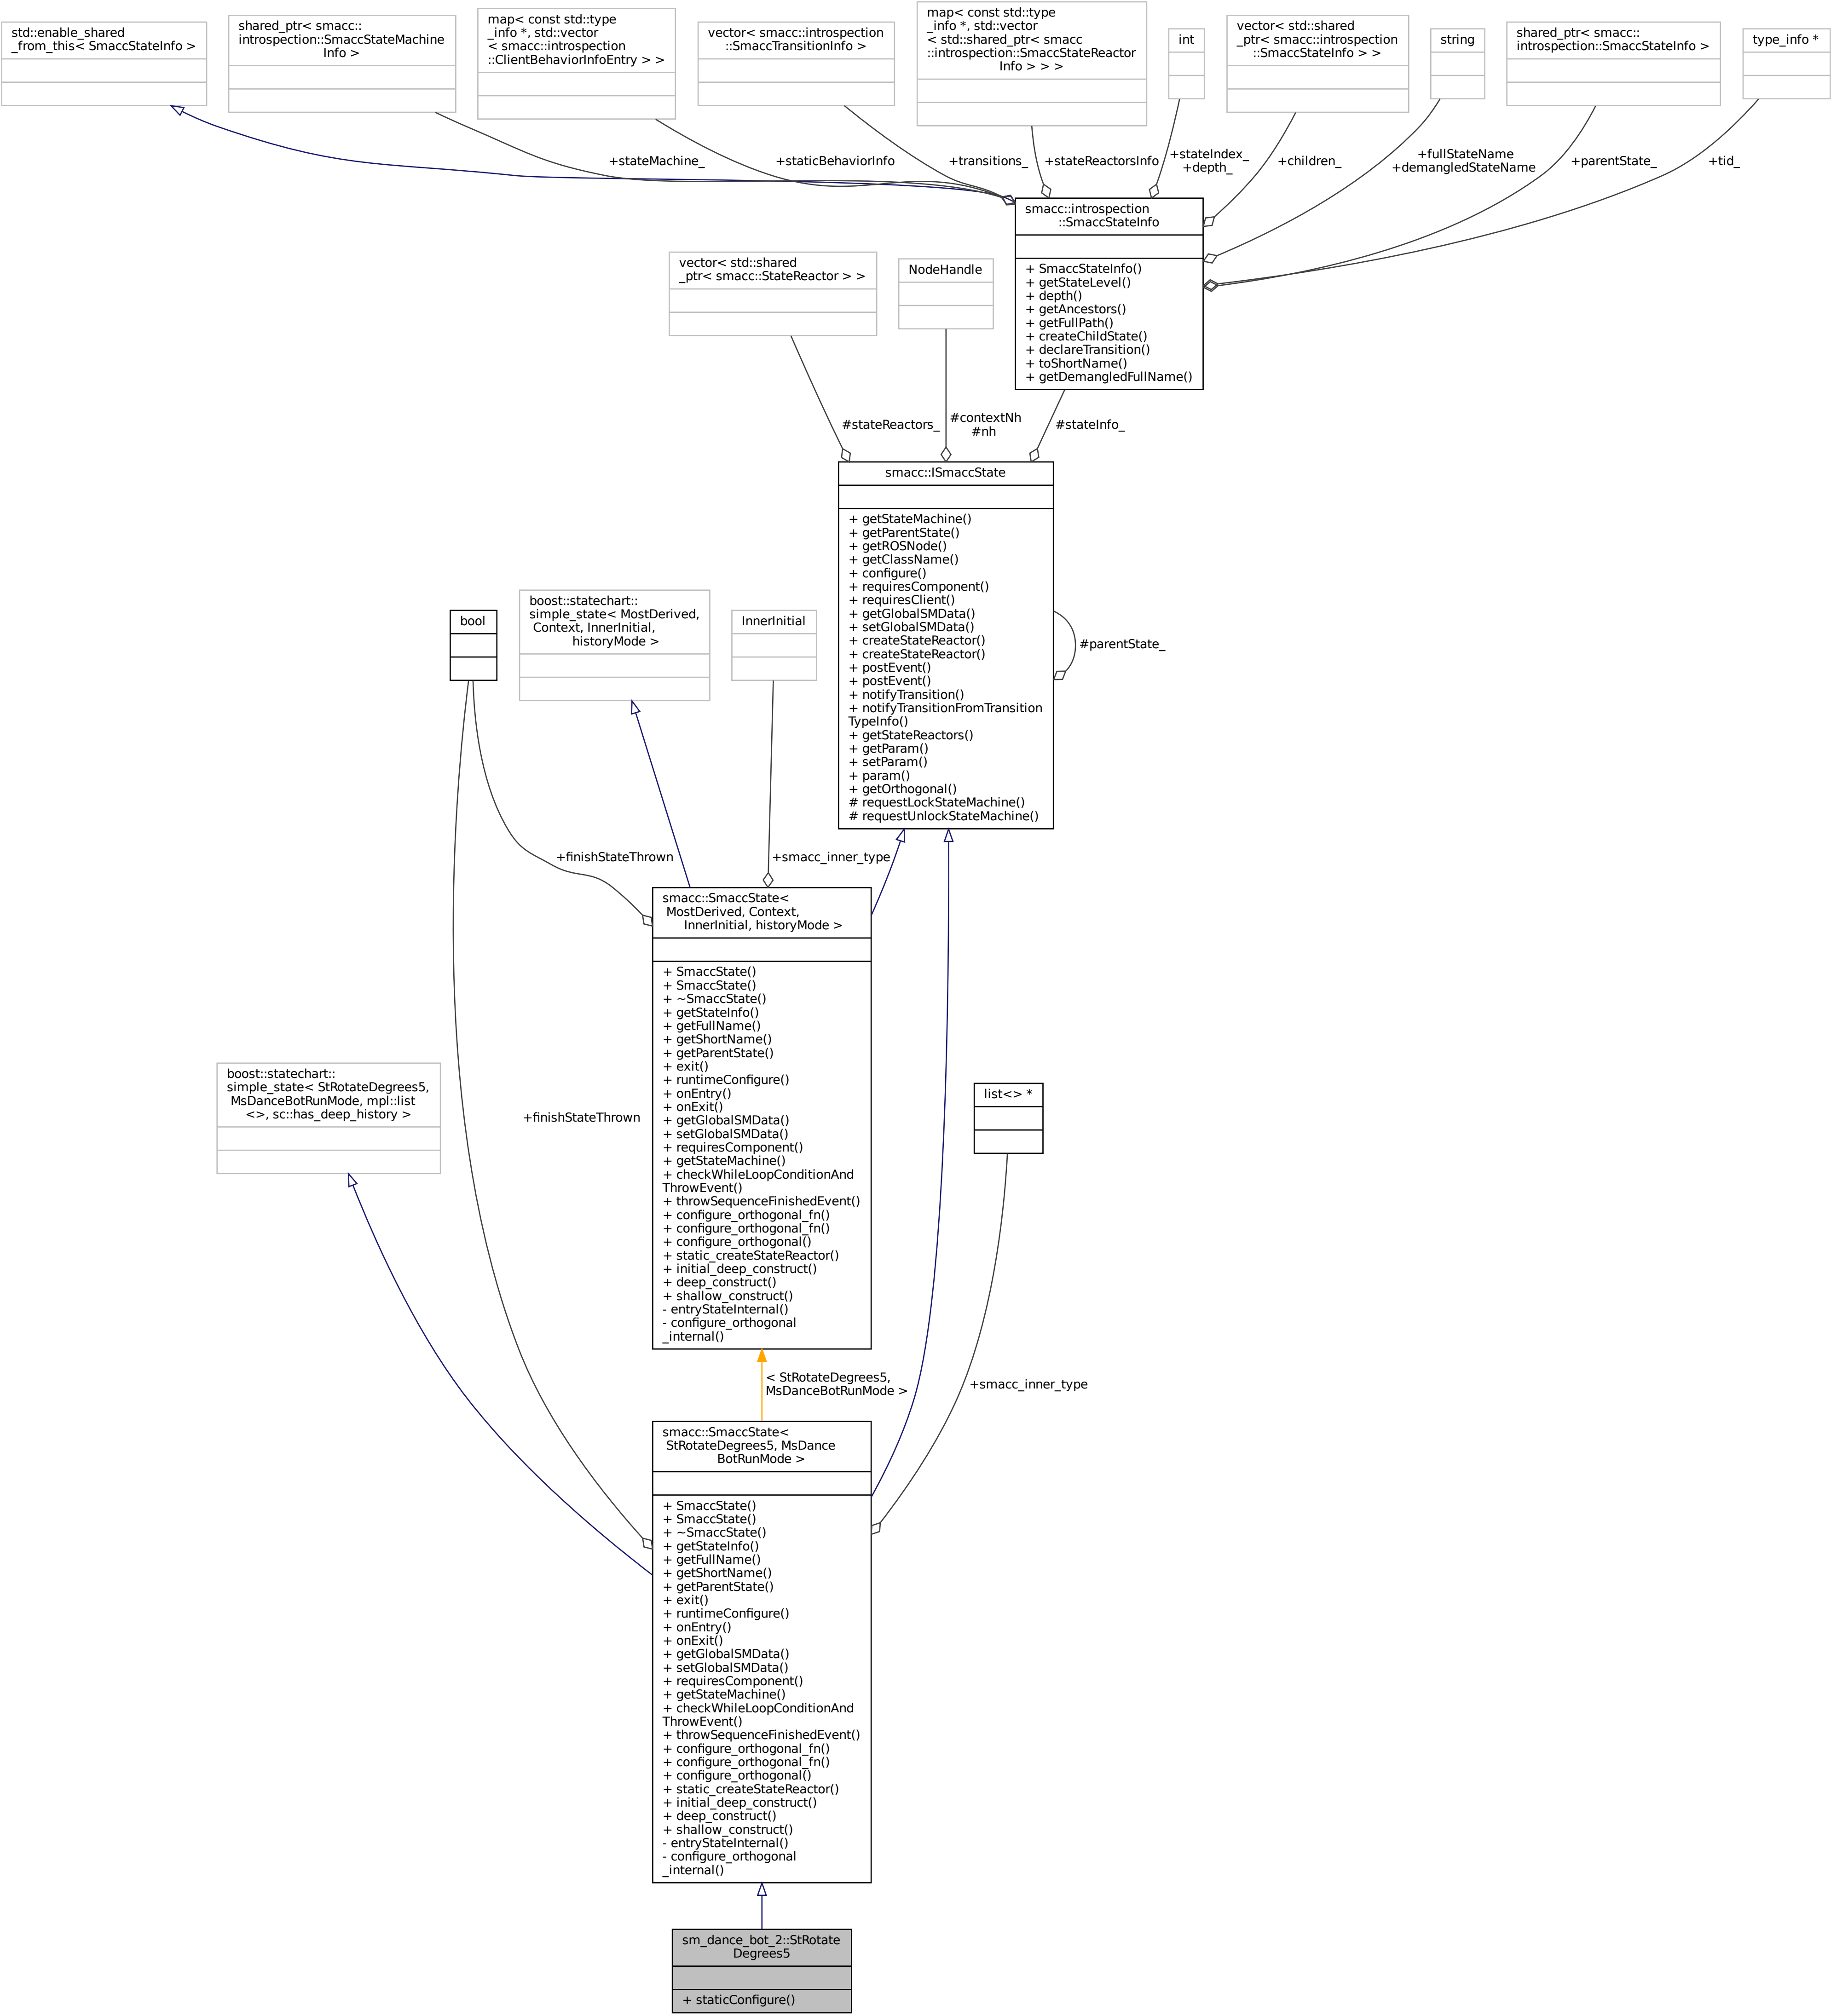 std::enable_shared
_from_this< SmaccStateInfo >
shared_ptr< smacc::
introspection::SmaccStateMachine
Info >
map< const std::type
_info *, std::vector
< smacc::introspection
::ClientBehaviorInfoEntry > >
vector< smacc::introspection
::SmaccTransitionInfo >
map< const std::type
_info *, std::vector
< std::shared_ptr< smacc
::introspection::SmaccStateReactor
Info > > >
int
vector< std::shared
_ptr< smacc::introspection
::SmaccStateInfo > >
string
shared_ptr< smacc::
introspection::SmaccStateInfo >
type_info *
+stateMachine_
+staticBehaviorInfo
+transitions_
+stateReactorsInfo
+stateIndex_
+depth_
+children_
+fullStateName
+demangledStateName
+parentState_
+tid_
smacc::introspection
::SmaccStateInfo
+ SmaccStateInfo()
+ getStateLevel()
+ depth()
+ getAncestors()
+ getFullPath()
+ createChildState()
+ declareTransition()
+ toShortName()
+ getDemangledFullName()
vector< std::shared
_ptr< smacc::StateReactor > >
NodeHandle
#stateReactors_
#contextNh
#nh
#stateInfo_
smacc::ISmaccState
+ getStateMachine()
+ getParentState()
+ getROSNode()
+ getClassName()
+ configure()
+ requiresComponent()
+ requiresClient()
+ getGlobalSMData()
+ setGlobalSMData()
+ createStateReactor()
+ createStateReactor()
+ postEvent()
+ postEvent()
+ notifyTransition()
+ notifyTransitionFromTransition
TypeInfo()
+ getStateReactors()
+ getParam()
+ setParam()
+ param()
+ getOrthogonal()
# requestLockStateMachine()
# requestUnlockStateMachine()
#parentState_
bool
boost::statechart::
simple_state< MostDerived,
Context, InnerInitial,
historyMode >
InnerInitial
+finishStateThrown
+smacc_inner_type
smacc::SmaccState<
MostDerived, Context,
InnerInitial, historyMode >
+ SmaccState()
+ SmaccState()
+ ~SmaccState()
+ getStateInfo()
+ getFullName()
+ getShortName()
+ getParentState()
+ exit()
+ runtimeConfigure()
+ onEntry()
+ onExit()
+ getGlobalSMData()
+ setGlobalSMData()
+ requiresComponent()
+ getStateMachine()
+ checkWhileLoopConditionAnd
ThrowEvent()
+ throwSequenceFinishedEvent()
+ configure_orthogonal_fn()
+ configure_orthogonal_fn()
+ configure_orthogonal()
+ static_createStateReactor()
+ initial_deep_construct()
+ deep_construct()
+ shallow_construct()
- entryStateInternal()
- configure_orthogonal
_internal()
boost::statechart::
simple_state< StRotateDegrees5,
MsDanceBotRunMode, mpl::list
<>, sc::has_deep_history >
+finishStateThrown
list<> *
< StRotateDegrees5,
MsDanceBotRunMode >
+smacc_inner_type
smacc::SmaccState<
StRotateDegrees5, MsDance
BotRunMode >
+ SmaccState()
+ SmaccState()
+ ~SmaccState()
+ getStateInfo()
+ getFullName()
+ getShortName()
+ getParentState()
+ exit()
+ runtimeConfigure()
+ onEntry()
+ onExit()
+ getGlobalSMData()
+ setGlobalSMData()
+ requiresComponent()
+ getStateMachine()
+ checkWhileLoopConditionAnd
ThrowEvent()
+ throwSequenceFinishedEvent()
+ configure_orthogonal_fn()
+ configure_orthogonal_fn()
+ configure_orthogonal()
+ static_createStateReactor()
+ initial_deep_construct()
+ deep_construct()
+ shallow_construct()
- entryStateInternal()
- configure_orthogonal
_internal()
sm_dance_bot_2::StRotate
Degrees5
+ staticConfigure()